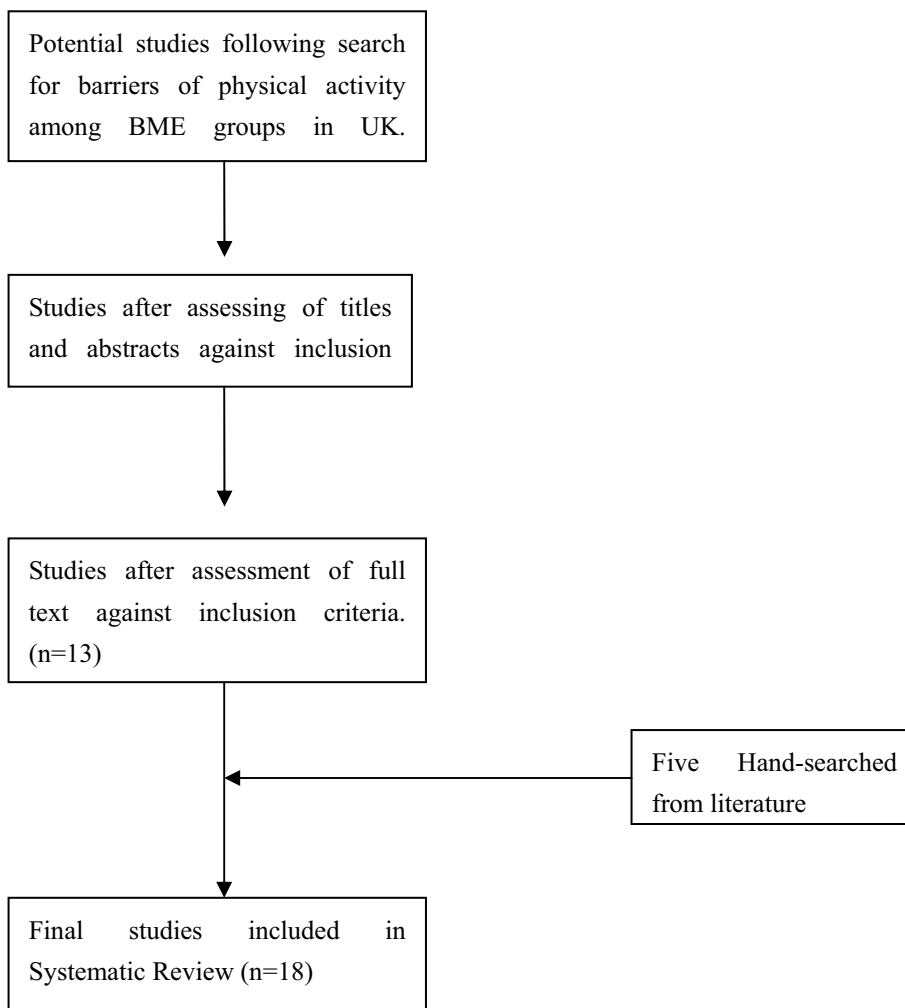 Potential studies following search
for barriers of physical activity
among BME groups in UK.
Studies after assessing of titles
and abstracts against inclusion
Studies after assessment of full
text against inclusion criteria.
(n=13)
Five Hand-searched
from literature
Final studies included in
Systematic Review (n=18)